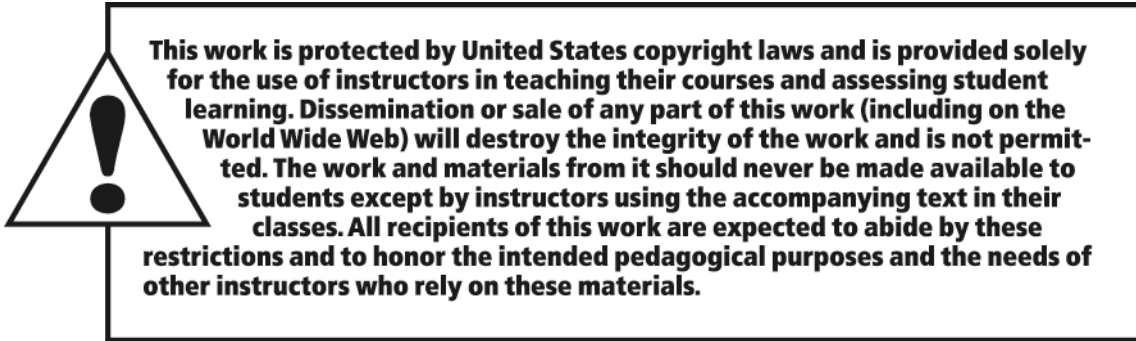 This work is protected by United States copyright laws and is provided solely
for the use of instructors in teaching their courses and assessing student
learning. Dissemination or sale of any part of this work (including on the
World Wide Web) will destroy the integrity of the work and is not permit-
ted. The work and materials from it should never be made available to
students except by instructors using the accompanying text in their
classes. All recipients of this work are expected to abide by these
restrictions and to honor the intended pedagogical purposes and the needs of
other instructors who rely on these materials.